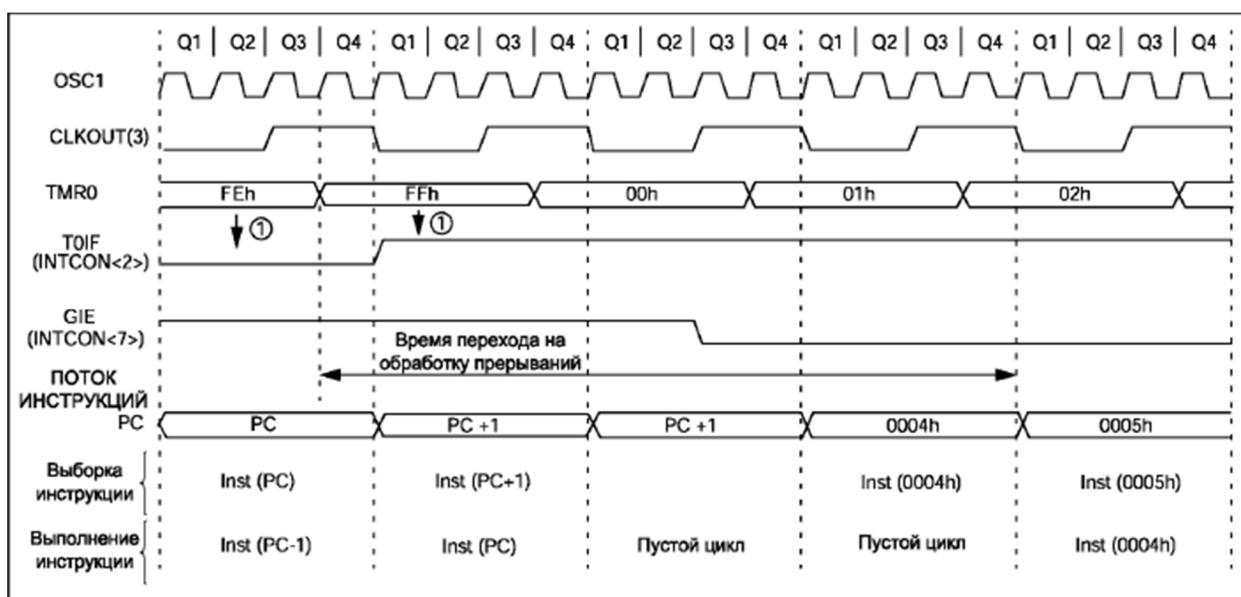 Q1 | Q2 | Q3 | Q4 Q1 | Q2 | Q3 | Q4 Q1 | Q2 | Q3 | Q4 Q1 | Q2 | Q3 | Q4 Q1 | Q2 | Q3 | Q4
OSC1
CLKOUT(3)
TMR0 FEh FFh 00h 01h 02h
① ①
T0IF
(INTCON<2>)
GIE
(INTCON<7>)
Время перехода на
обработку прерываний
ПОТОК
ИНСТРУКЦИЙ
PC PC PC +1 PC +1 0004h 0005h
Выборка
инструкции
Inst (PC) Inst (PC+1) Inst (0004h) Inst (0005h)
Выполнение
инструкции
Inst (PC-1) Inst (PC) Пустой цикл Пустой цикл Inst (0004h)